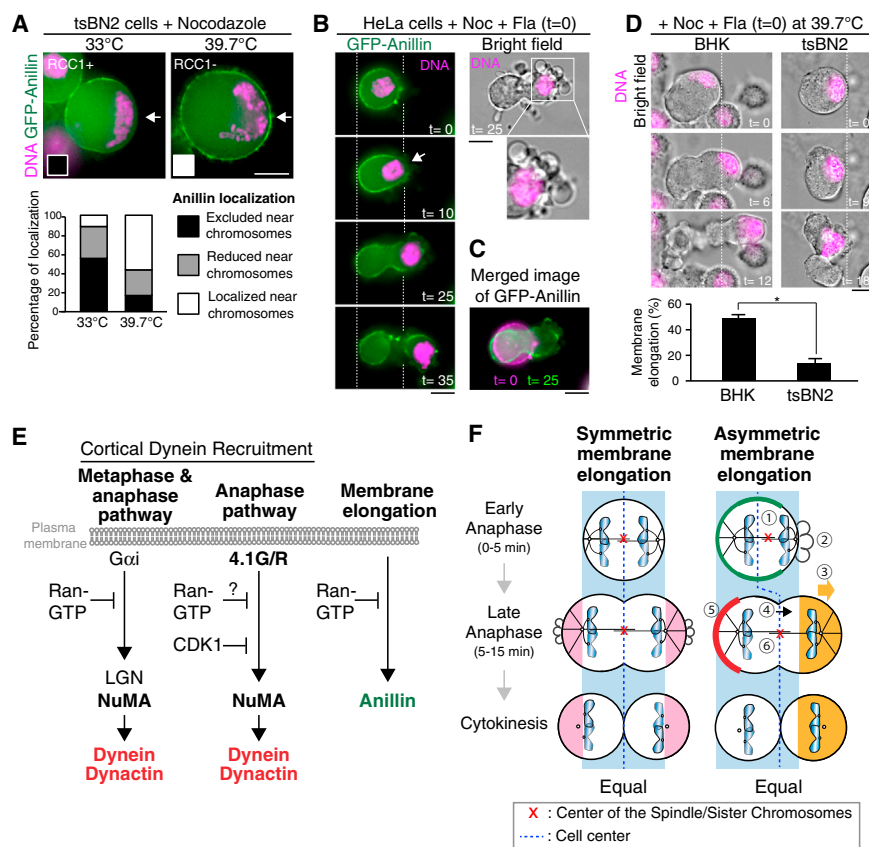 A
tsBN2 cells + Nocodazole
33°C
39.7°C
DNA GFP-Anillin
RCC1+
RCC1-
Percentage of localization
100
80
60
40
20
0
33°C
39.7°C
Anillin localization
Excluded near
chromosomes
Reduced near
chromosomes
Localized near
chromosomes
B
HeLa cells + Noc + Fla (t=0)
GFP-Anillin
Bright field
DNA
DNA
t= 0
t= 10
t= 25
t= 35
t= 25
C
Merged image
of GFP-Anillin
t= 0
t= 25
D
+ Noc + Fla (t=0) at 39.7°C
BHK
tsBN2
DNA
Bright field
t= 0
t= 0
t= 6
t= 9
t= 12
t= 18
Membrane
elongation (%)
60
40
20
0
*
BHK
tsBN2
E
Cortical Dynein Recruitment
Metaphase &
anaphase
pathway
Anaphase
pathway
Membrane
elongation
Plasma
membrane
Gαi
4.1G/R
Ran-
GTP
Ran-
GTP
?
Ran-
GTP
CDK1
LGN
NuMA
NuMA
Anillin
Dynein
Dynactin
Dynein
Dynactin
F
Symmetric
membrane
elongation
Asymmetric
membrane
elongation
Early
Anaphase
(0-5 min)
Late
Anaphase
(5-15 min)
Cytokinesis
①
②
③
④
⑤
⑥
Equal
Equal
X : Center of the Spindle/Sister Chromosomes
: Cell center